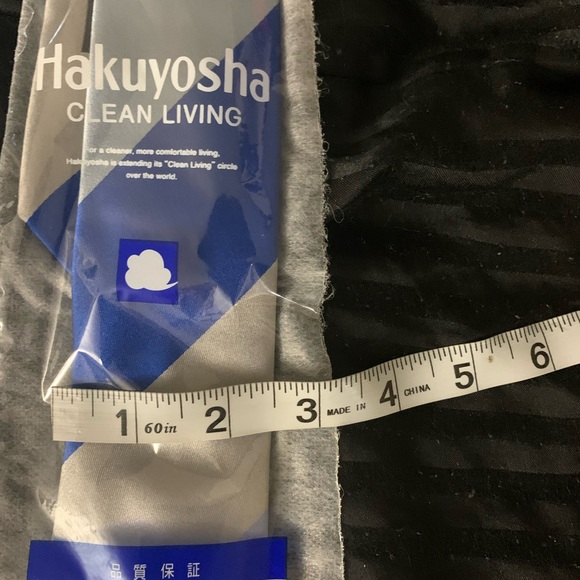 Hakuyosha
CLEAN LIVING
For a cleaner, more comfortable living,
Hakuyosha is extending its "Clean Living" circle
over the world.
1 60in 2 3 MADE IN 4 CHINA 5 6
品質保証